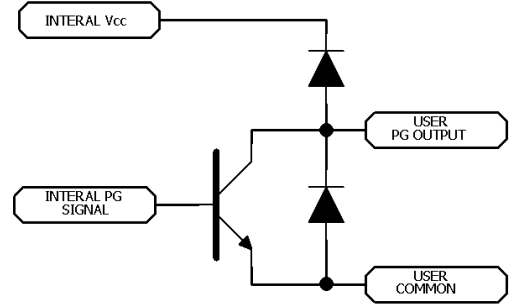 INTERAL Vcc
USER
PG OUTPUT
INTERAL PG
SIGNAL
USER
COMMON